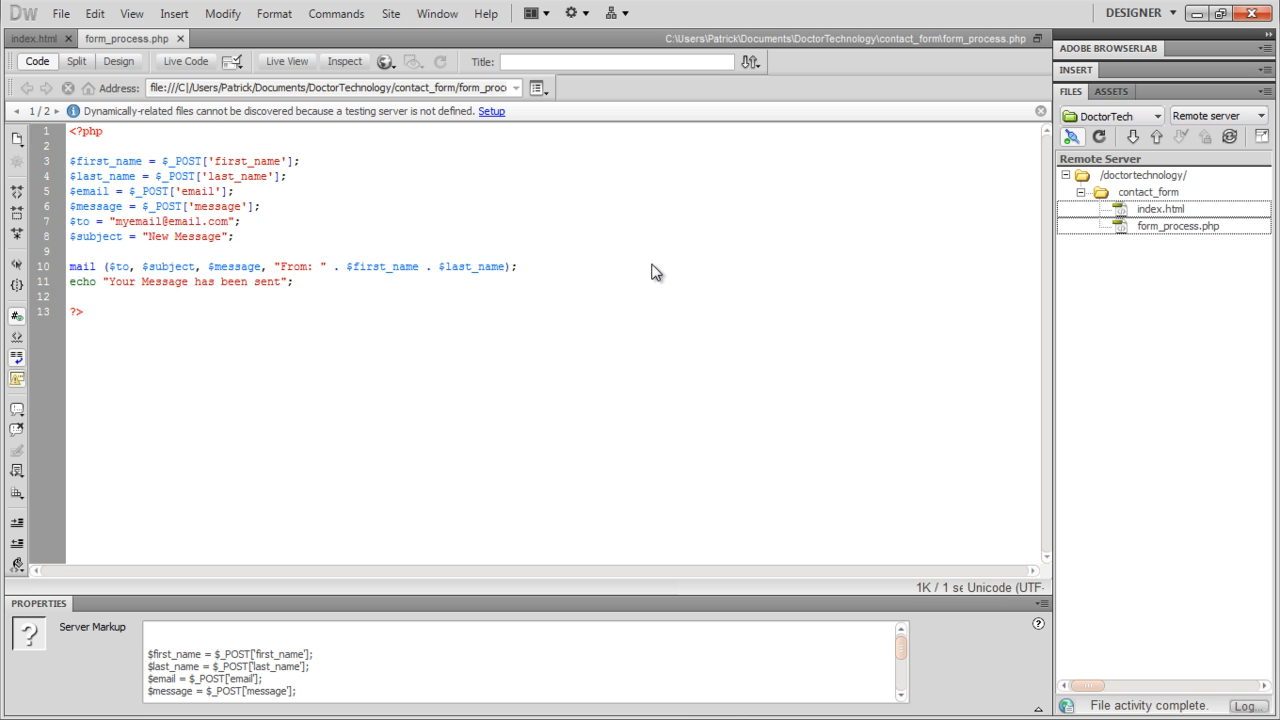 Dw File Edit View Insert Modify Format Commands Site Window Help DESIGNER
index.html form_process.php C:\Users\Patrick\Documents\DoctorTechnology\contact_form\form_process.php
Code Split Design Live Code Live View Inspect Title:
Address: file:///C|/Users/Patrick/Documents/DoctorTechnology/contact_form/form_proc
1 / 2 Dynamically-related files cannot be discovered because a testing server is not defined. Setup
1 <?php
2
3 $first_name = $_POST['first_name'];
4 $last_name = $_POST['last_name'];
5 $email = $_POST['email'];
6 $message = $_POST['message'];
7 $to = "myemail@email.com";
8 $subject = "New Message";
9
10 mail ($to, $subject, $message, "From: " . $first_name . $last_name);
11 echo "Your Message has been sent";
12
13 ?>
1K / 1 se Unicode (UTF-
PROPERTIES
Server Markup
$first_name = $_POST['first_name'];
$last_name = $_POST['last_name'];
$email = $_POST['email'];
$message = $_POST['message'];
ADOBE BROWSERLAB
INSERT
FILES ASSETS
DoctorTech Remote server
Remote Server
/doctortechnology/
contact_form
index.html
form_process.php
File activity complete. Log...